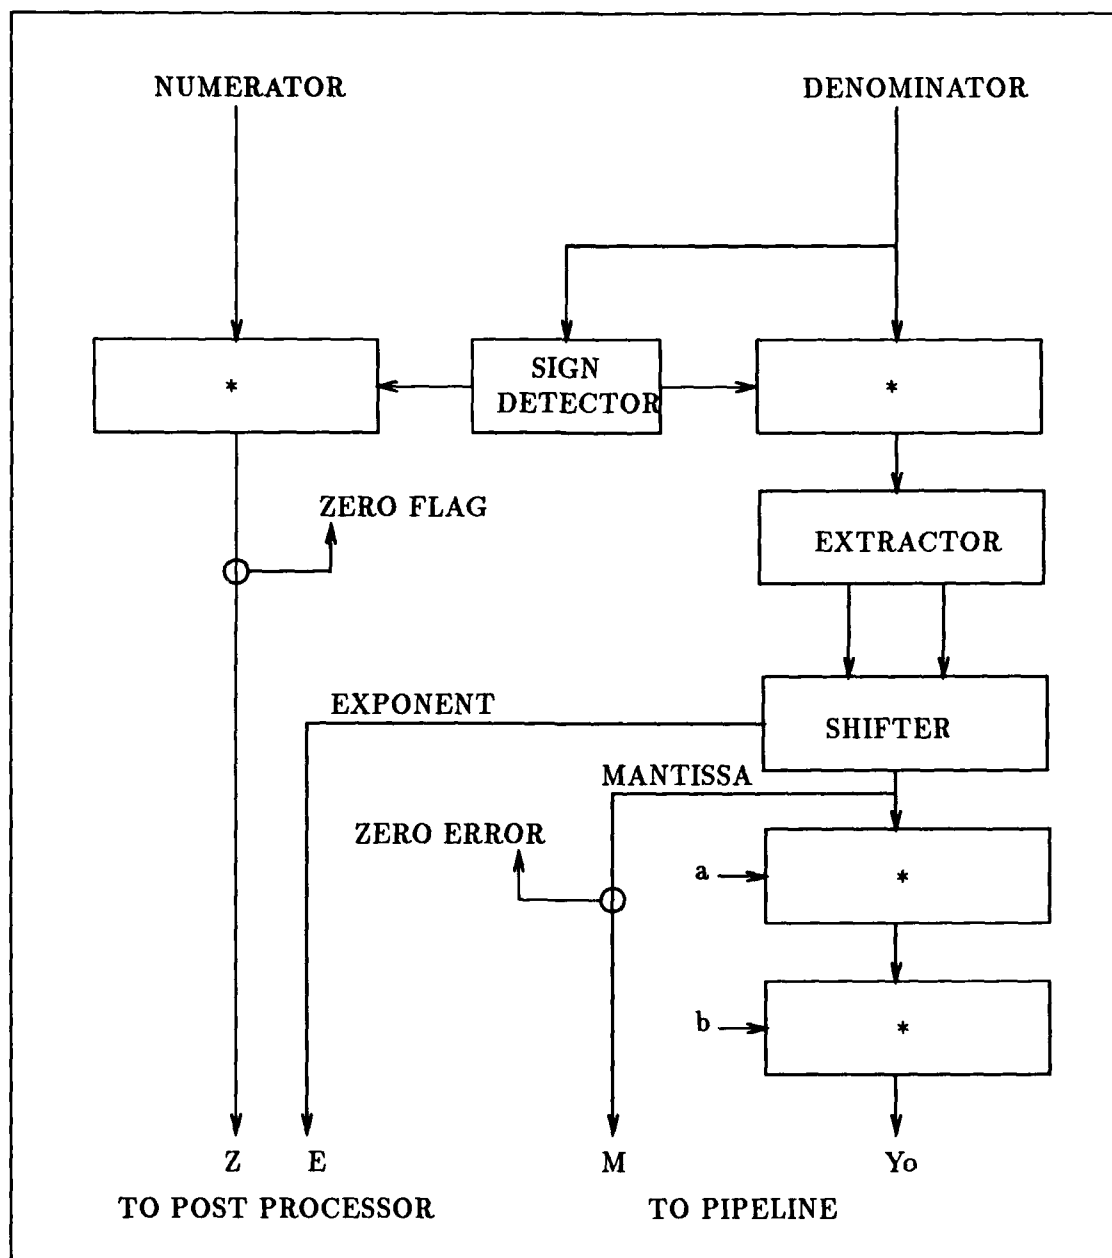 NUMERATOR
DENOMINATOR
*
SIGN
DETECTOR
*
ZERO FLAG
EXTRACTOR
EXPONENT
SHIFTER
MANTISSA
ZERO ERROR
a
*
b
*
Z
E
M
Yo
TO POST PROCESSOR
TO PIPELINE